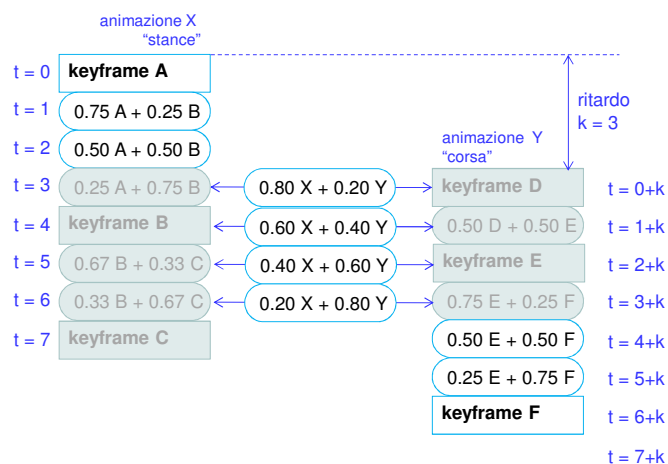 animazione X
“stance”
t = 0 keyframe A
t = 1 0.75 A + 0.25 B
ritardo
k = 3
t = 2 0.50 A + 0.50 B
animazione Y
“corsa”
t = 3 0.25 A + 0.75 B 0.80 X + 0.20 Y keyframe D t = 0+k
t = 4 keyframe B 0.60 X + 0.40 Y 0.50 D + 0.50 E t = 1+k
t = 5 0.67 B + 0.33 C 0.40 X + 0.60 Y keyframe E t = 2+k
t = 6 0.33 B + 0.67 C 0.20 X + 0.80 Y 0.75 E + 0.25 F t = 3+k
t = 7 keyframe C 0.50 E + 0.50 F t = 4+k
0.25 E + 0.75 F t = 5+k
keyframe F t = 6+k
t = 7+k